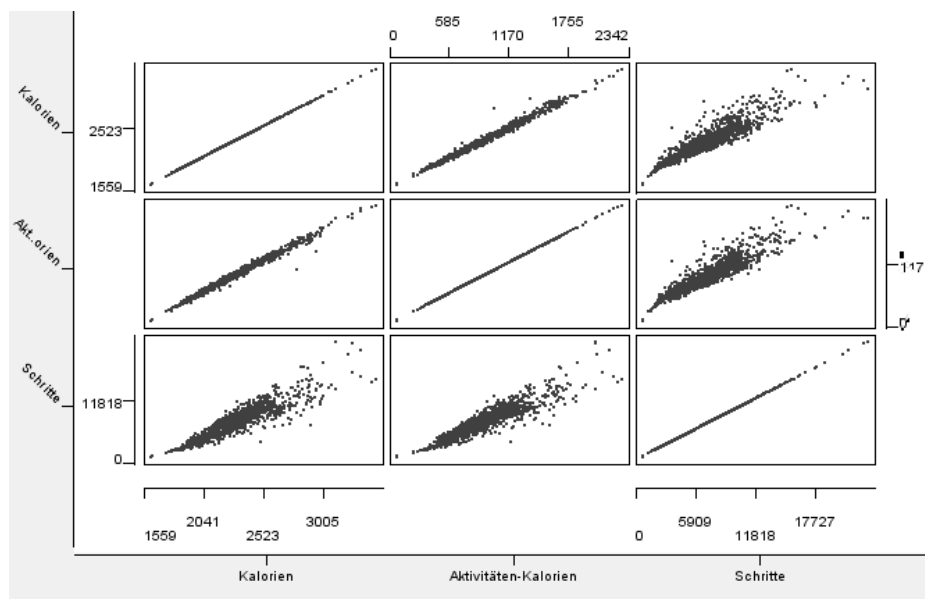 585 1755
0 1170 2342
Kalorien
2523
1559
Akt..orien
117
0
Schritte
11818
0
2041 3005
1559 2523
5909 17727
0 11818
Kalorien Aktivitäten-Kalorien Schritte